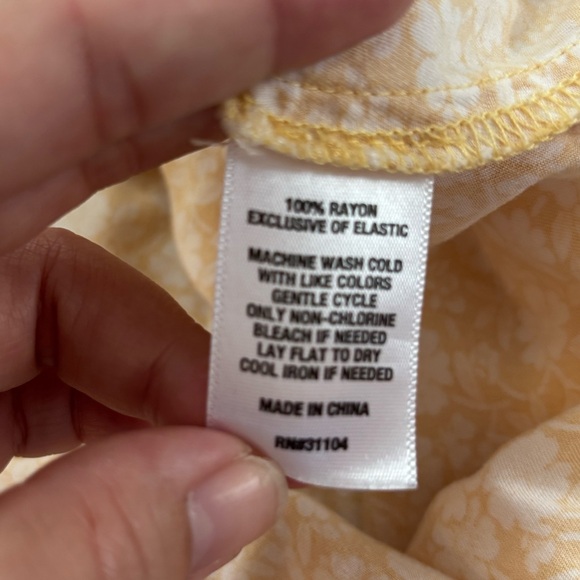 100% RAYON
EXCLUSIVE OF ELASTIC
MACHINE WASH COLD
WITH LIKE COLORS
GENTLE CYCLE
ONLY NON-CHLORINE
BLEACH IF NEEDED
LAY FLAT TO DRY
COOL IRON IF NEEDED
MADE IN CHINA
RN#31104